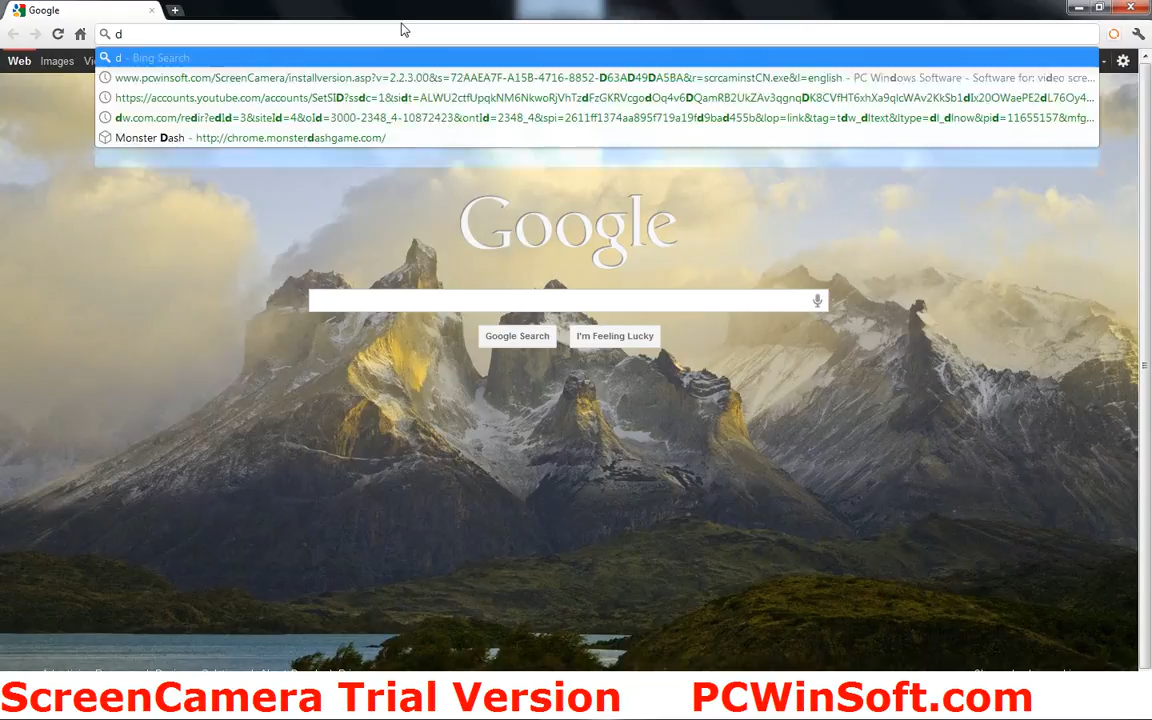 Google
d
d - Bing Search
www.pcwinsoft.com/ScreenCamera/installversion.asp?v=2.2.3.00&s=72AAEA7F-A15B-4716-8852-D63AD49DA5BA&r=scrcaminstCN.exe&l=english - PC Windows Software - Software for: video scre...
https://accounts.youtube.com/accounts/SetSID?ssdc=1&sidt=ALWU2ctfUpqkNM6NkwoRjVhTzdFzGKRVcgodOq4v6DQamRB2UkZAv3qgnqDK8CVfHT6xhXa9qlcWAv2KkSb1dIx20OWaePE2dL76Oy4...
dw.com.com/redir?edId=3&siteId=4&oId=3000-2348_4-10872423&ontId=2348_4&spi=2611ff1374aa895f719a19fd9bad455b&lop=link&tag=tdw_dltext&ltype=dl_dlnow&pid=11655157&mfg...
Monster Dash - http://chrome.monsterdashgame.com/
Web Images
Google
Google Search I'm Feeling Lucky
ScreenCamera Trial Version PCWinSoft.com